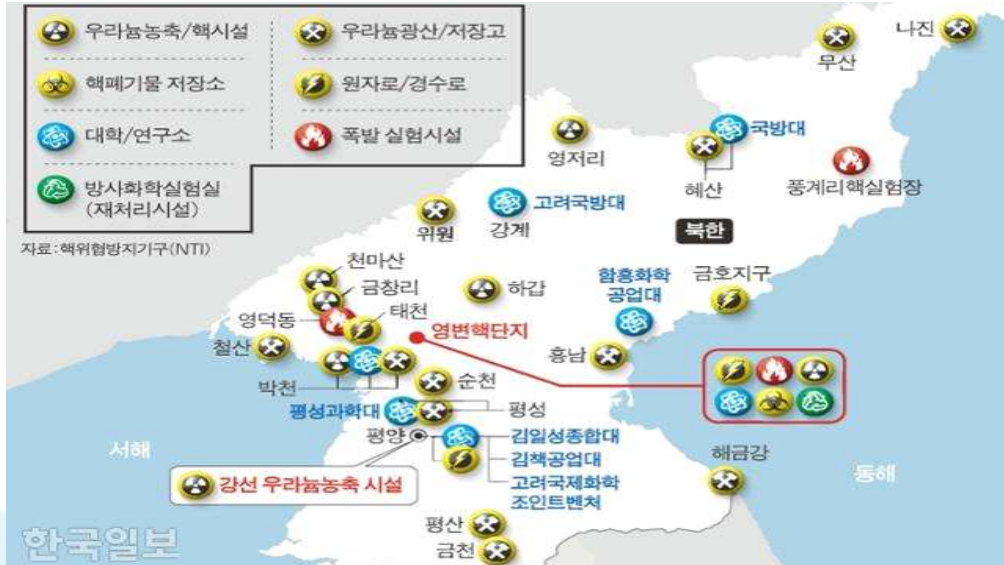 우라늄농축/핵시설
우라늄광산/저장고
핵폐기물 저장소
원자로/경수로
대학/연구소
폭발 실험시설
방사화학실험실
(재처리시설)
자료:핵위협방지기구(NTI)
나진
무산
국방대
영저리
혜산
풍계리핵실험장
고려국방대
위원
강계
북한
천마산
금창리
하갑
함흥화학
공업대
금호지구
영덕동
태천
영변핵단지
철산
흥남
박천
순천
평성과학대
평성
평양
김일성종합대
해금강
서해
김책공업대
동해
강선 우라늄농축 시설
고려국제화학
조인트벤처
평산
금천
한국일보